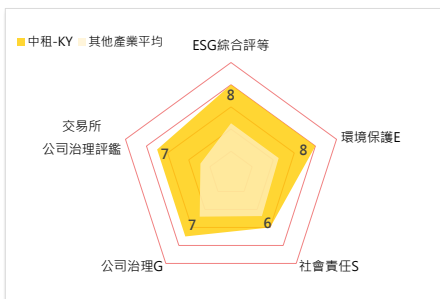 中租-KY 其他產業平均
ESG綜合評等
8
交易所
公司治理評鑑
7
8
環境保護E
7
6
公司治理G
社會責任S